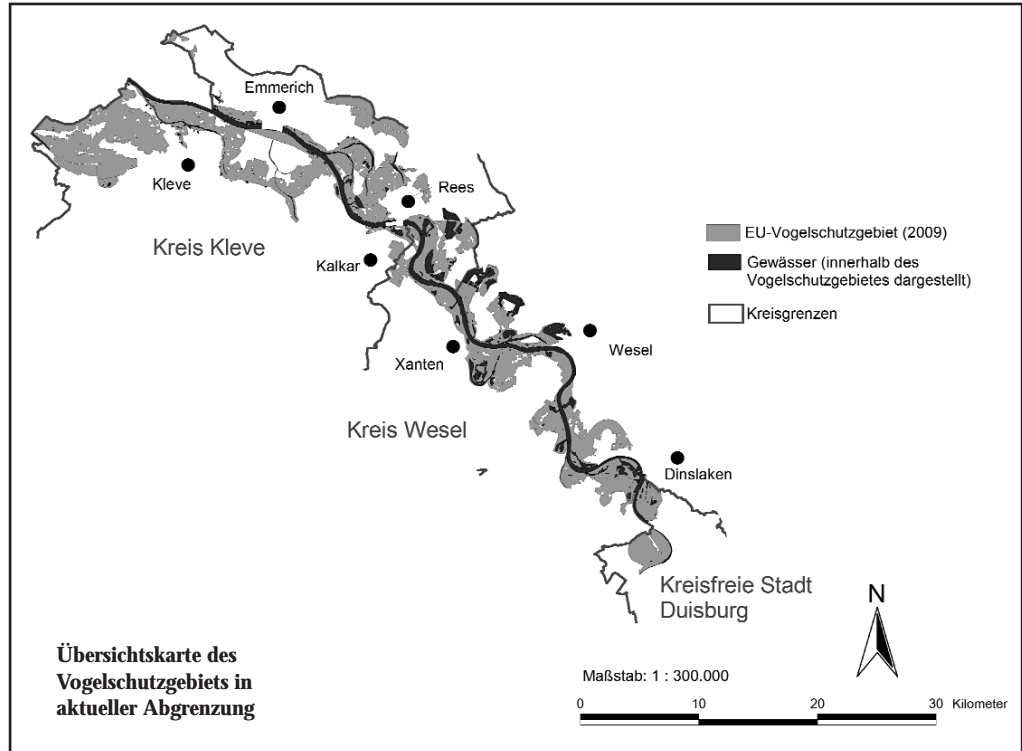 Emmerich
Kleve
Rees
Kreis Kleve
Kalkar
EU-Vogelschutzgebiet (2009)
Gewässer (innerhalb des
Vogelschutzgebietes dargestellt)
Kreisgrenzen
Xanten
Wesel
Kreis Wesel
Dinslaken
Kreisfreie Stadt
Duisburg
N
Übersichtskarte des
Vogelschutzgebiets in
aktueller Abgrenzung
Maßstab: 1 : 300.000
0 10 20 30 Kilometer